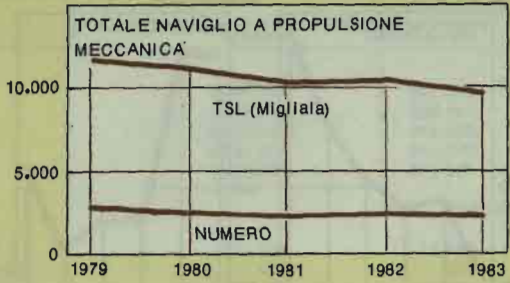 TOTALE NAVIGLIO A PROPULSIONE
MECCANICA
10.000
TSL (Migliaia)
5.000
NUMERO
0
1979 1980 1981 1982 1983